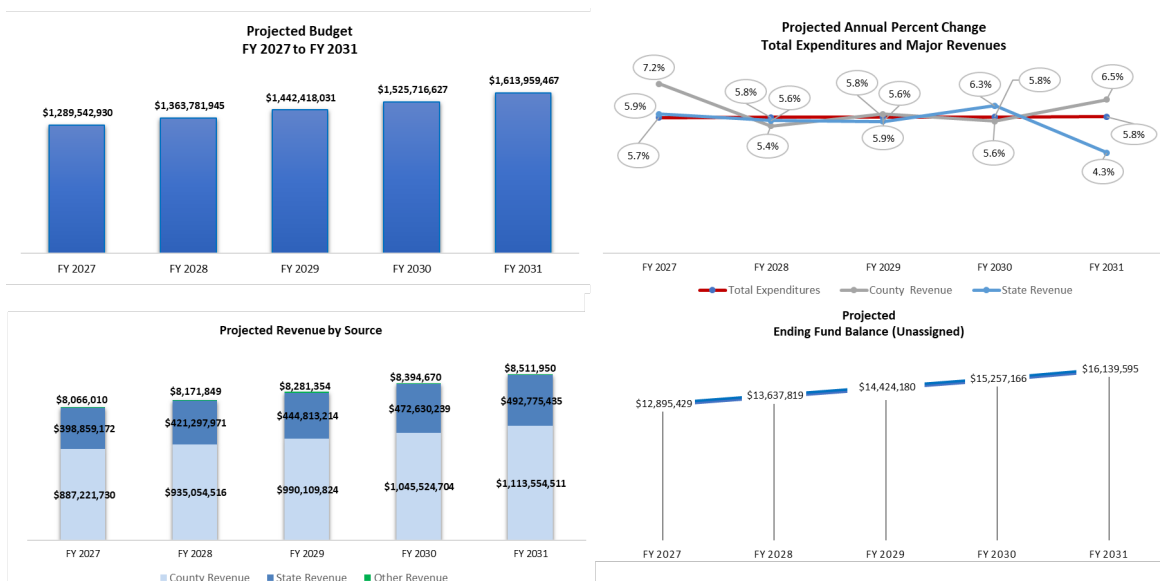 Projected Budget
FY 2027 to FY 2031
$1,289,542,930
$1,363,781,945
$1,442,418,031
$1,525,716,627
$1,613,959,467
FY 2027
FY 2028
FY 2029
FY 2030
FY 2031
Projected Annual Percent Change
Total Expenditures and Major Revenues
7.2%
5.9%
5.7%
5.8%
5.6%
5.4%
5.8%
5.6%
5.9%
6.3%
5.8%
5.6%
6.5%
5.8%
4.3%
FY 2027
FY 2028
FY 2029
FY 2030
FY 2031
Total Expenditures
County Revenue
State Revenue
Projected Revenue by Source
$8,066,010
$8,171,849
$8,281,354
$8,394,670
$8,511,950
$398,859,172
$421,297,971
$444,813,214
$472,630,239
$492,775,435
$887,221,730
$935,054,516
$990,109,824
$1,045,524,704
$1,113,554,511
FY 2027
FY 2028
FY 2029
FY 2030
FY 2031
County Revenue
State Revenue
Other Revenue
Projected
Ending Fund Balance (Unassigned)
$12,895,429
$13,637,819
$14,424,180
$15,257,166
$16,139,595
FY 2027
FY 2028
FY 2029
FY 2030
FY 2031